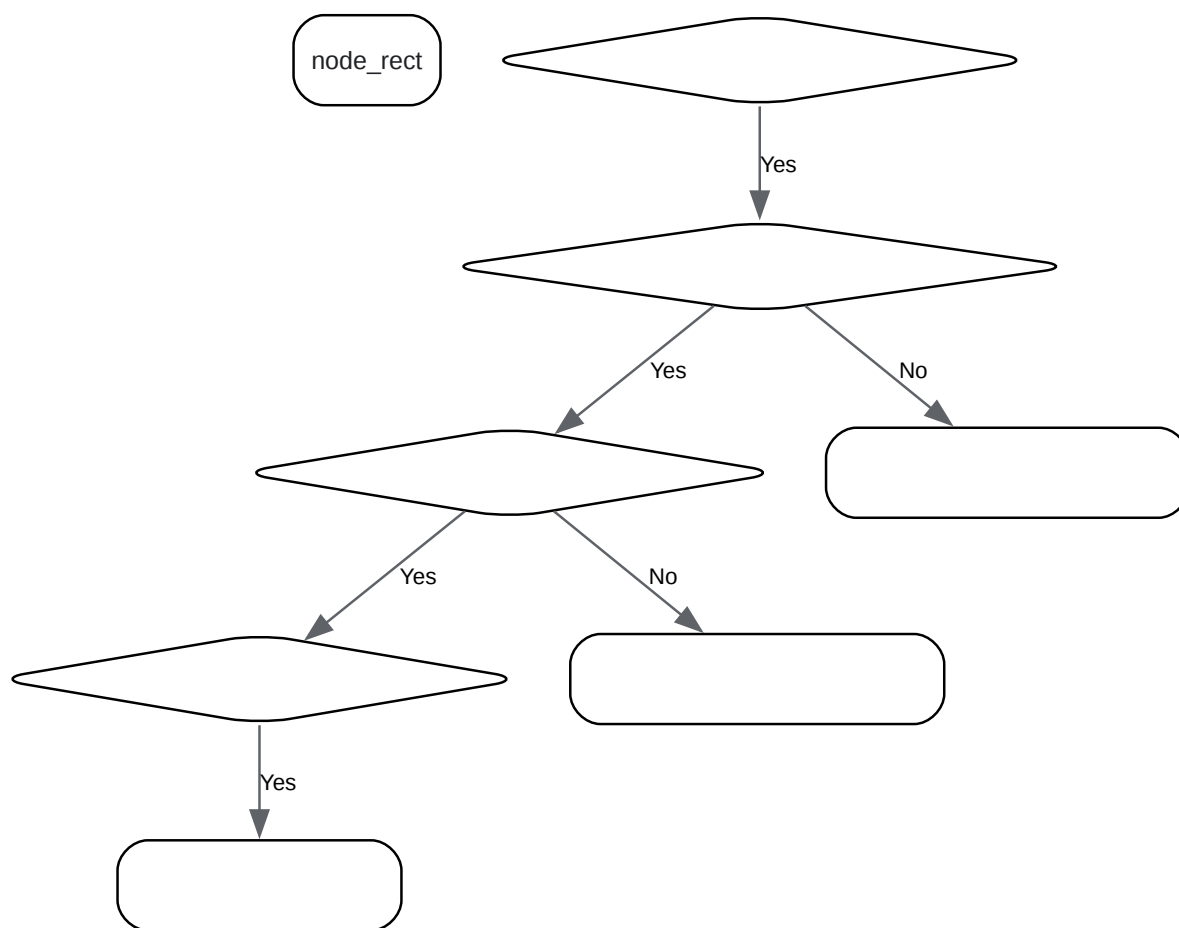 node_rect
Yes
Yes
No
Yes
No
Yes